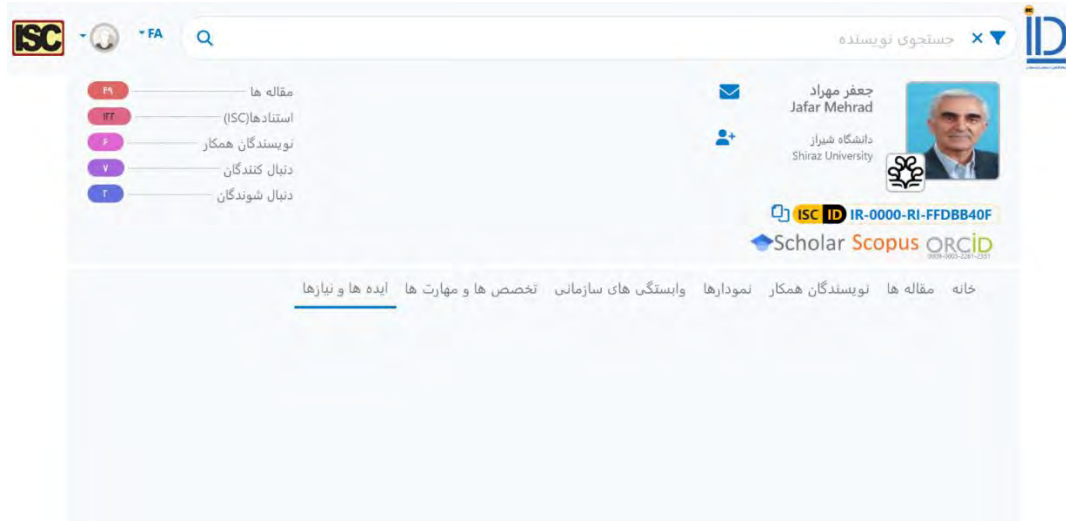 جستجوی نویسنده
FA
ISC
جعفر مهراد
Jafar Mehrad
دانشگاه شیراز
Shiraz University
ISC ID IR-0000-RI-FFDBB40F
Scholar Scopus ORCID
مقاله ها ۴۹
استنادها(ISC) ۱۲۲
نویسندگان همکار ۶
دنبال کنندگان ۷
دنبال شوندگان ۲
خانه مقاله ها نویسندگان همکار نمودارها وابستگی های سازمانی تخصص ها و مهارت ها ایده ها و نیازها